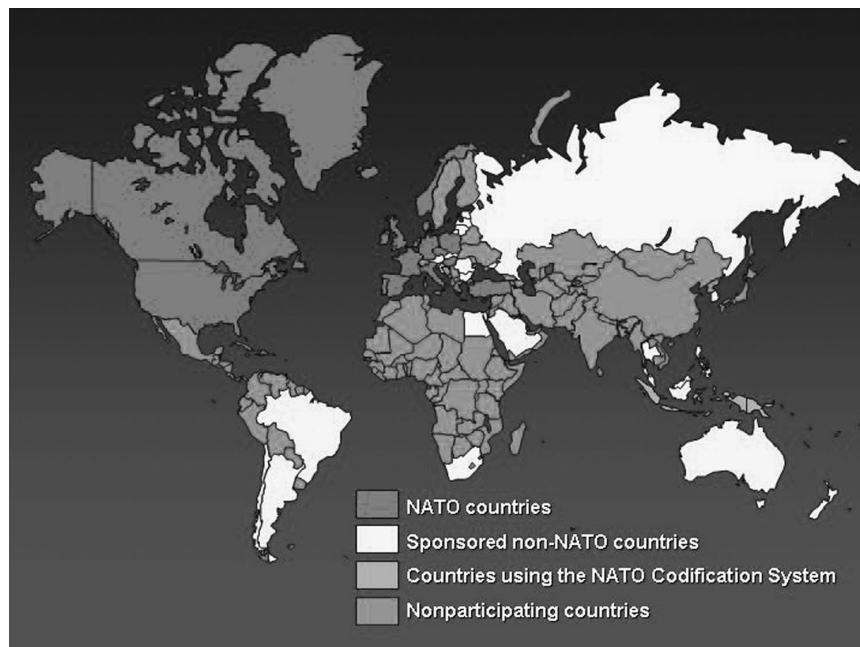 NATO countries
Sponsored non-NATO countries
Countries using the NATO Codification System
Nonparticipating countries